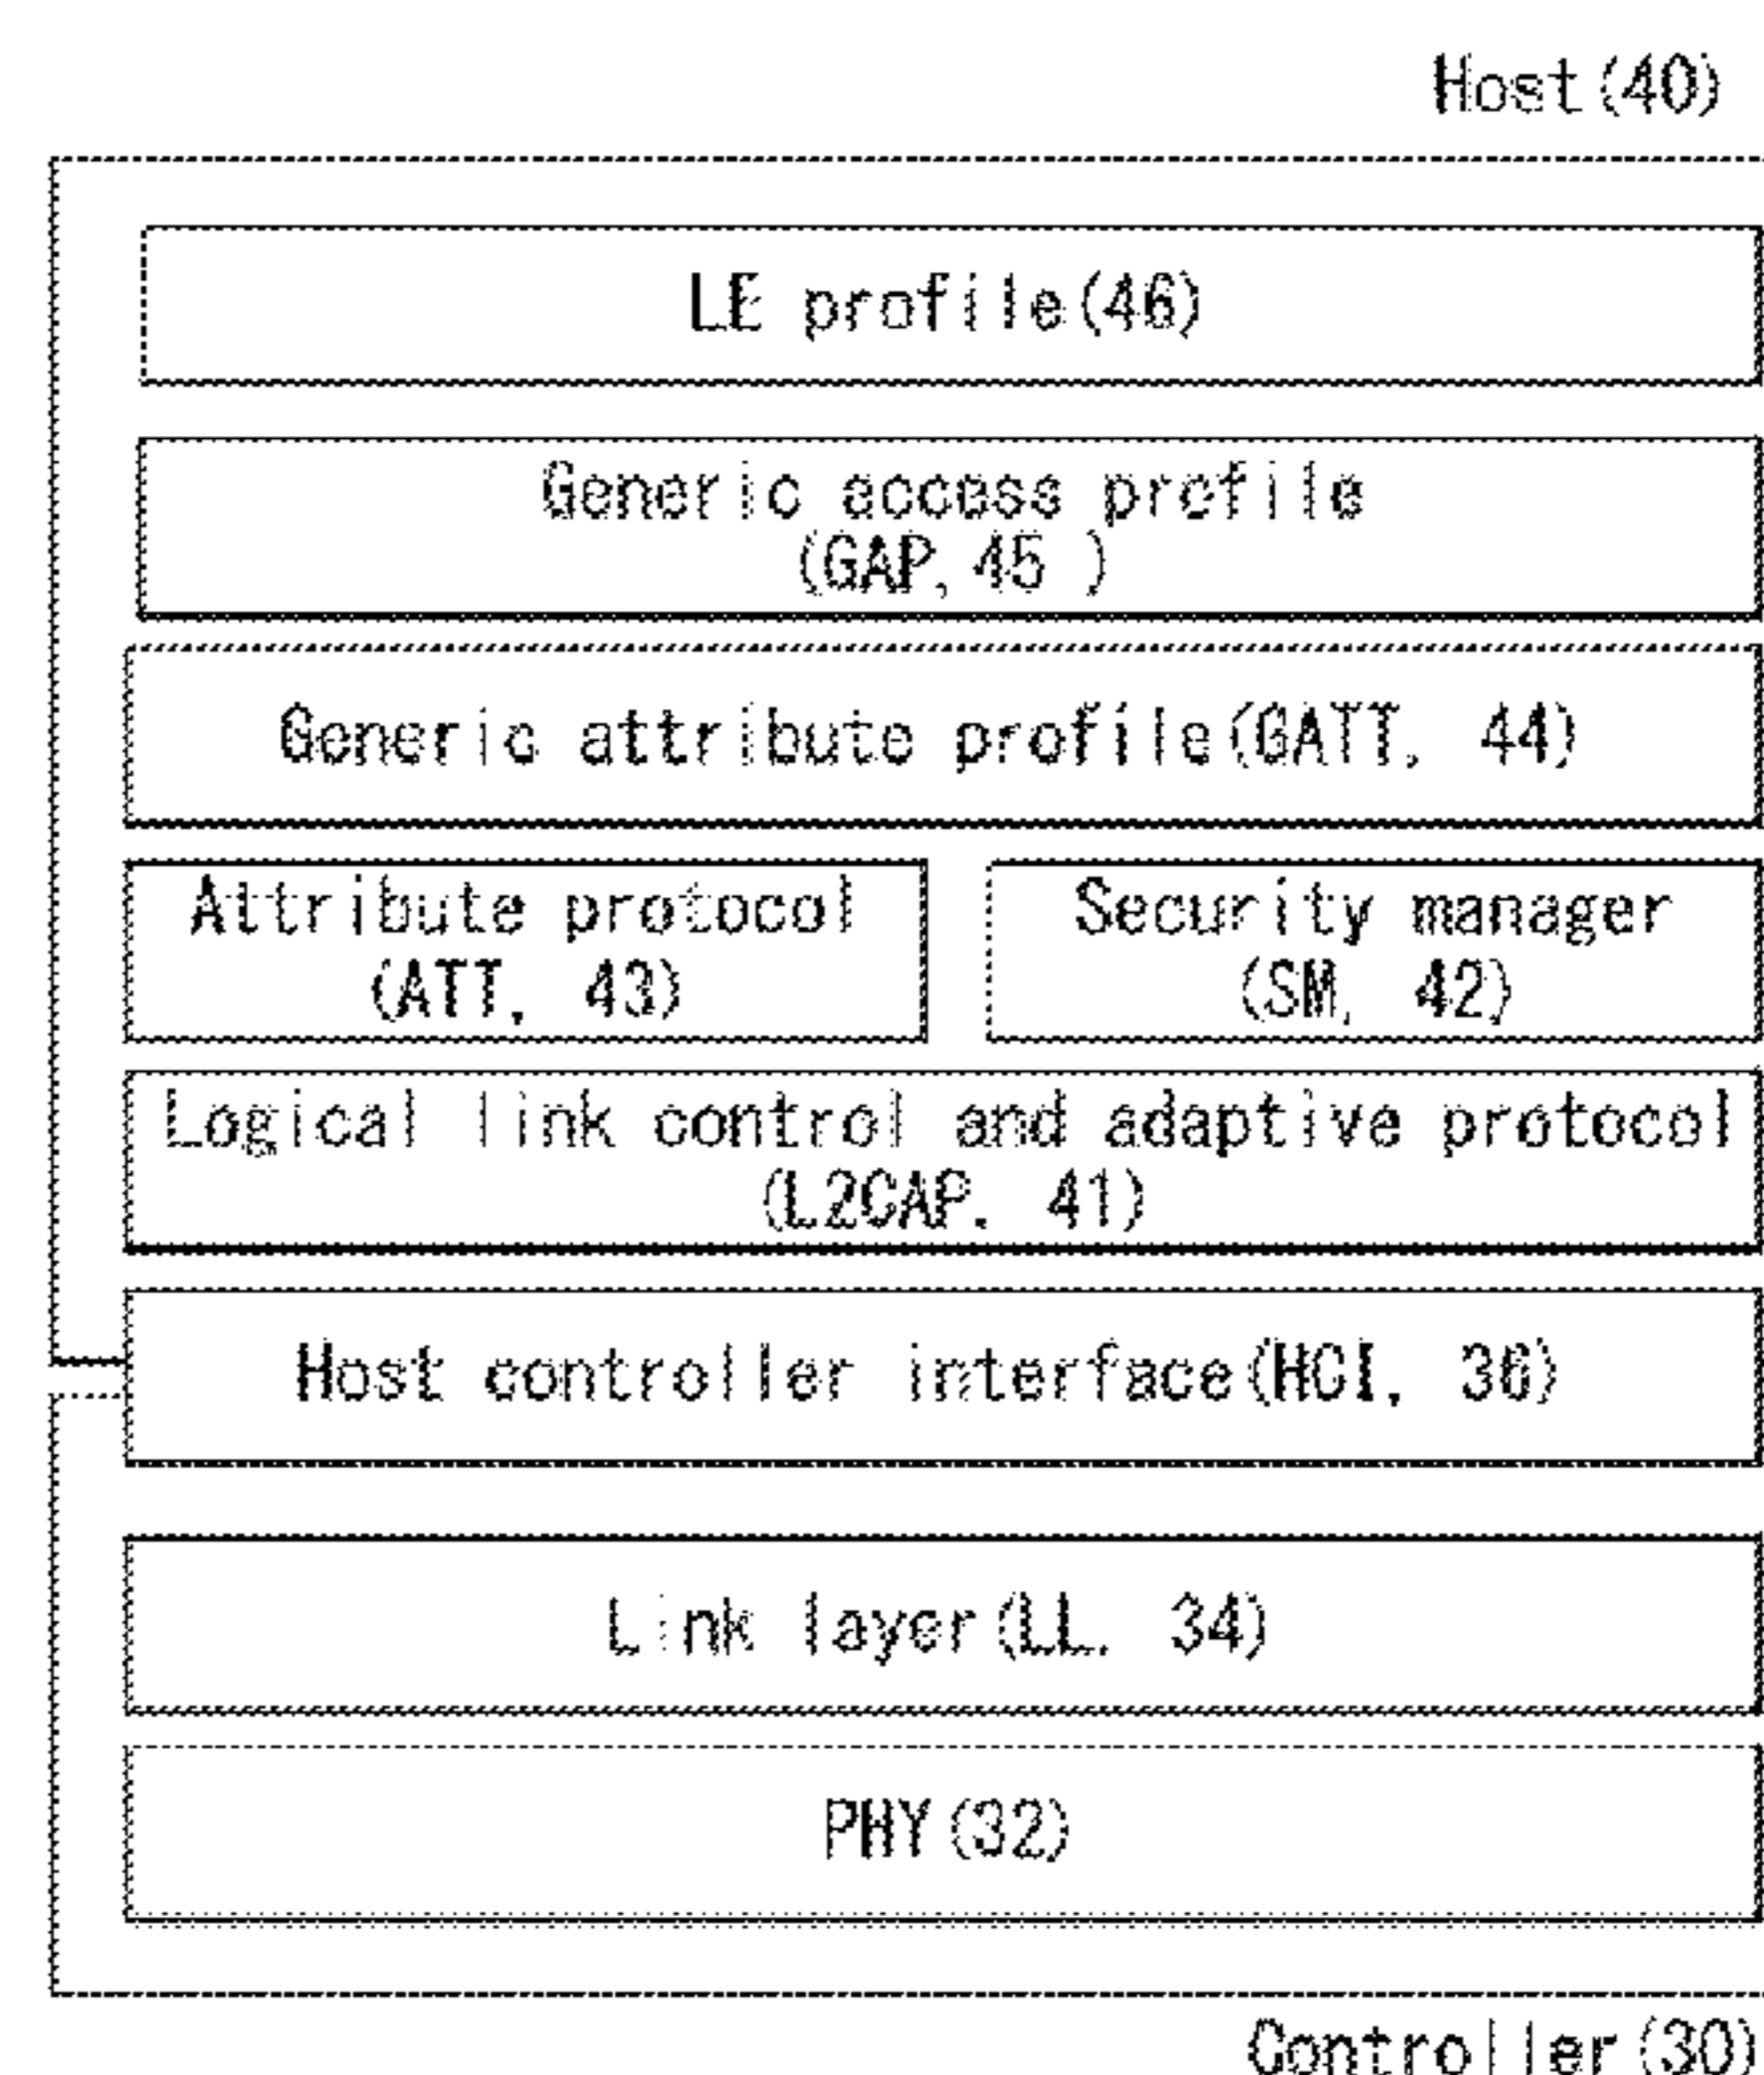 Host(40)
LE profile(46)
Generic access profile
(GAP, 45 )
Generic attribute profile(GATT, 44)
Attribute protocol
(ATT, 43)
Security manager
(SM, 42)
Logical link control and adaptive protocol
(L2CAP, 41)
Host controller interface(HCI, 36)
Link layer(LL, 34)
PHY(32)
Controller(30)